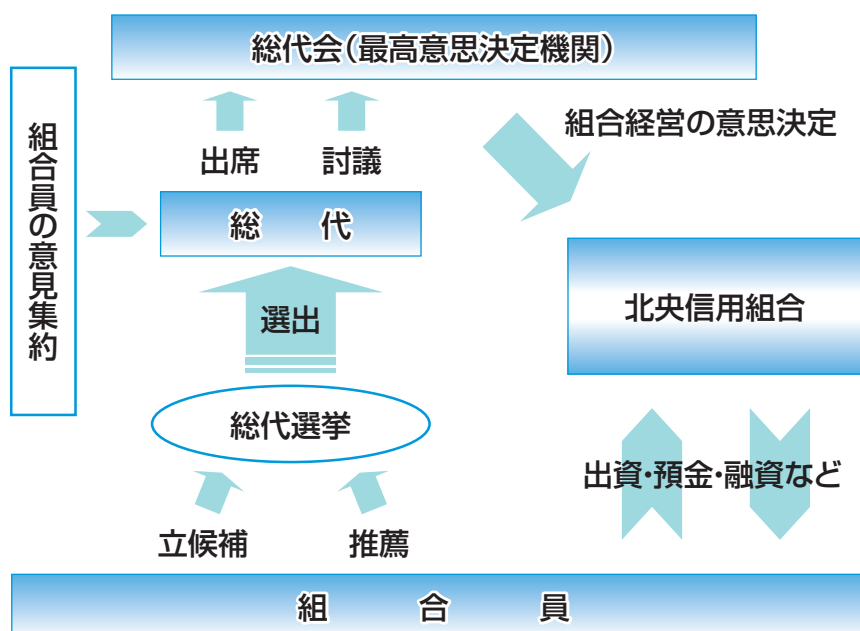 総代会(最高意思決定機関)
組合経営の意思決定
組合員の意見集約
出席
討議
総代
北央信用組合
選出
総代選挙
出資・預金・融資など
立候補
推薦
組合員